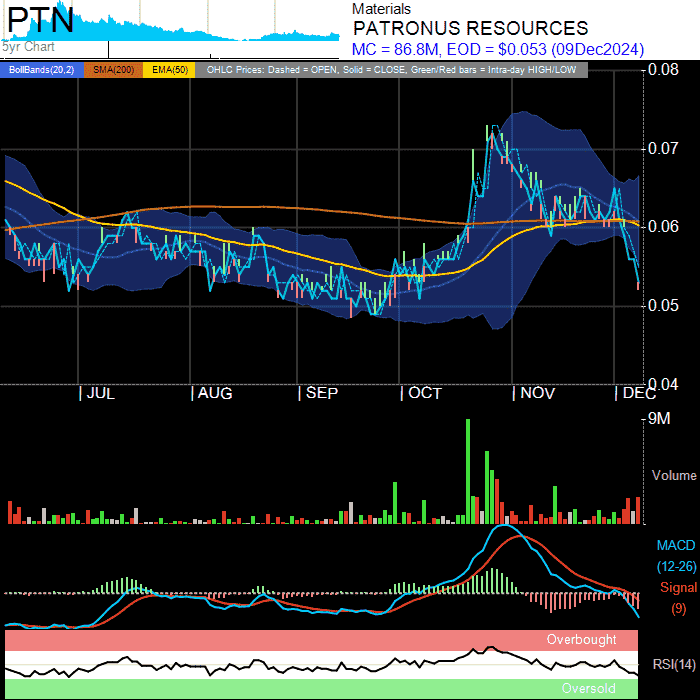 PTN
5yr Chart
Materials
PATRONUS RESOURCES
MC = 86.8M, EOD = $0.053 (09Dec2024)
BollBands(20,2) SMA(200) EMA(50) OHLC Prices: Dashed = OPEN, Solid = CLOSE, Green/Red bars = Intra-day HIGH/LOW
0.08
0.07
0.06
0.05
0.04
JUL AUG SEP OCT NOV DEC
9M
Volume
MACD
(12-26)
Signal
(9)
Overbought
RSI(14)
Oversold